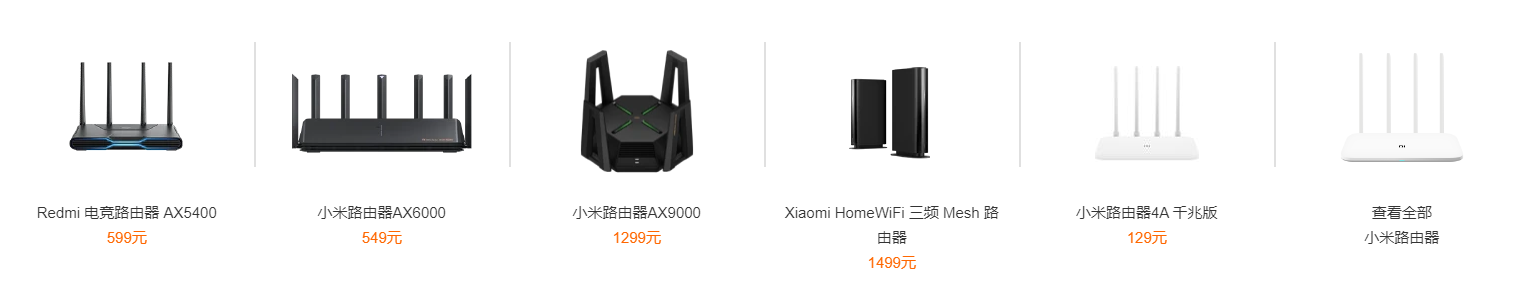 Redmi 电竞路由器 AX5400
599元
小米路由器AX6000
549元
小米路由器AX9000
1299元
Xiaomi HomeWiFi 三频 Mesh 路
由器
1499元
小米路由器4A 千兆版
129元
查看全部
小米路由器